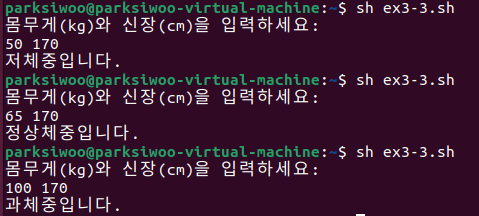 parksiwoo@parksiwoo-virtual-machine:~$ sh ex3-3.sh
몸무게(kg)와 신장(cm)을 입력하세요:
50 170
저체중입니다.
parksiwoo@parksiwoo-virtual-machine:~$ sh ex3-3.sh
몸무게(kg)와 신장(cm)을 입력하세요:
65 170
정상체중입니다.
parksiwoo@parksiwoo-virtual-machine:~$ sh ex3-3.sh
몸무게(kg)와 신장(cm)을 입력하세요:
100 170
과체중입니다.